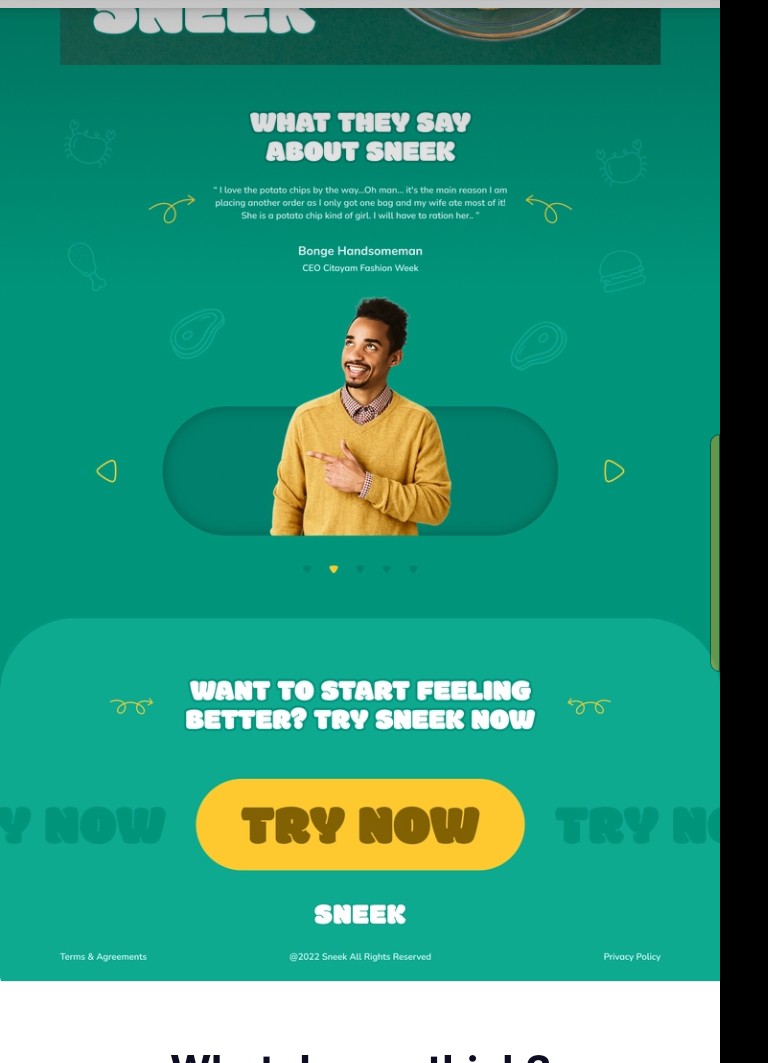 SNEEK
WHAT THEY SAY
ABOUT SNEEK
" I love the potato chips by the way...Oh man... it's the main reason I am
placing another order as I only got one bag and my wife ate most of it!
She is a potato chip kind of girl. I will have to ration her.. "
Bonge Handsomeman
CEO Citayam Fashion Week
WANT TO START FEELING
BETTER? TRY SNEEK NOW
Y NOW TRY NOW TRY NO
SNEEK
Terms & Agreements @2022 Sneek All Rights Reserved Privacy Policy